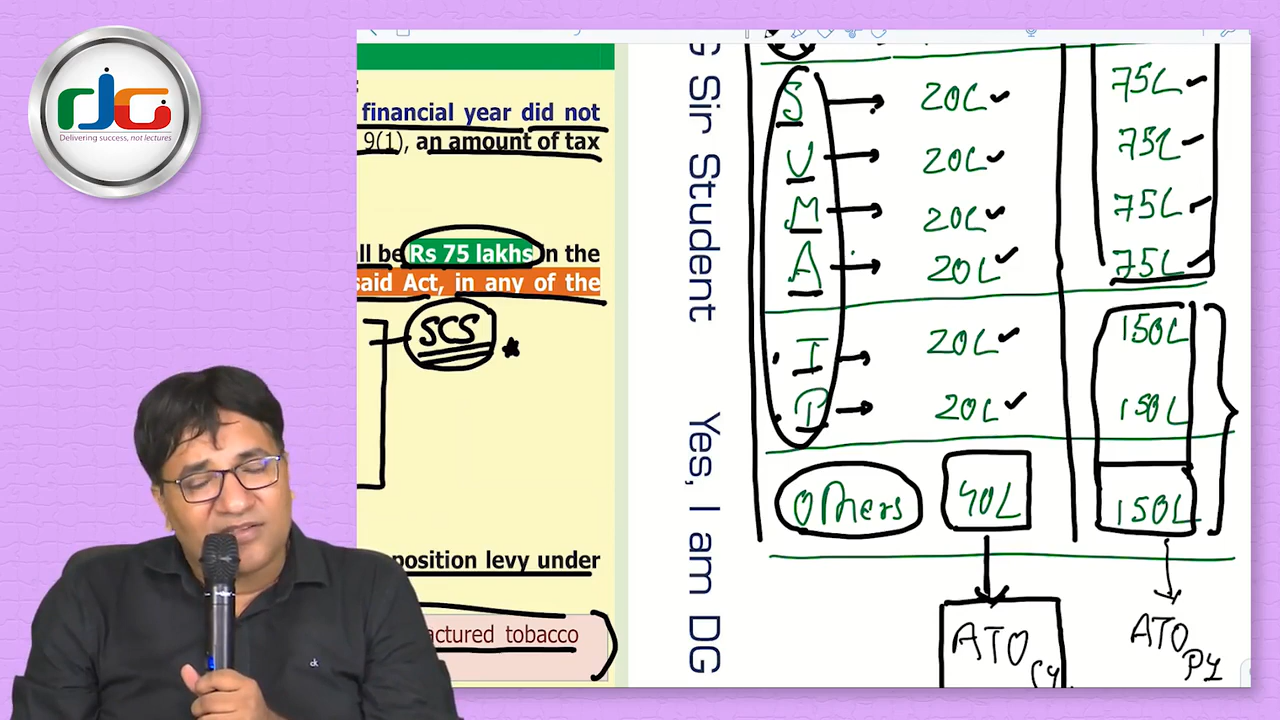 DG
Delivering success, not lectures
financial year did not
9(1), an amount of tax
ll be Rs 75 lakhs in the
said Act, in any of the
SCS
position levy under
actured tobacco
G Sir Student Yes, I am DG
S → 20L 75L
U → 20L 75L
M → 20L 75L
A → 20L 75L
I → 20L 150L
P → 20L 150L
Others 40L 150L
ATO CY.
ATO PY